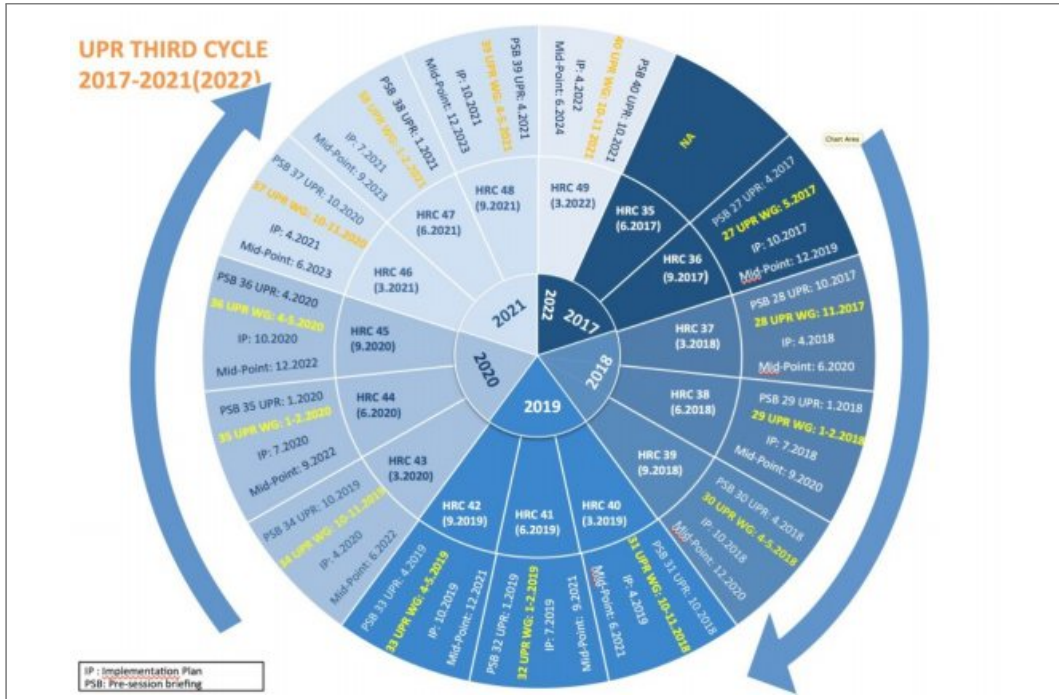 UPR THIRD CYCLE
2017-2021(2022)
Chart Area
2022
2017
2018
2019
2020
2021
HRC 35
(6.2017)
NA
HRC 36
(9.2017)
PSB 27 UPR: 4.2017
27 UPR WG: 5.2017
IP: 10.2017
Mid-Point: 12.2019
HRC 37
(3.2018)
PSB 28 UPR: 10.2017
28 UPR WG: 11.2017
IP: 4.2018
Mid-Point: 6.2020
HRC 38
(6.2018)
PSB 29 UPR: 1.2018
29 UPR WG: 1-2.2018
IP: 7.2018
Mid-Point: 9.2020
HRC 39
(9.2018)
PSB 30 UPR: 4.2018
30 UPR WG: 4-5.2018
IP: 10.2018
Mid-Point: 12.2020
HRC 40
(3.2019)
PSB 31 UPR: 10.2018
31 UPR WG: 10-11.2018
IP: 4.2019
Mid-Point: 6.2021
HRC 41
(6.2019)
PSB 32 UPR: 1.2019
32 UPR WG: 1-2.2019
IP: 7.2019
Mid-Point: 9.2021
HRC 42
(9.2019)
PSB 33 UPR: 4.2019
33 UPR WG: 4-5.2019
IP: 10.2019
Mid-Point: 12.2021
HRC 43
(3.2020)
PSB 34 UPR: 10.2019
34 UPR WG: 10-11.2019
IP: 4.2020
Mid-Point: 6.2022
HRC 44
(6.2020)
PSB 35 UPR: 1.2020
35 UPR WG: 1-2.2020
IP: 7.2020
Mid-Point: 9.2022
HRC 45
(9.2020)
PSB 36 UPR: 4.2020
36 UPR WG: 4-5.2020
IP: 10.2020
Mid-Point: 12.2022
HRC 46
(3.2021)
PSB 37 UPR: 10.2020
37 UPR WG: 10-11.2020
IP: 4.2021
Mid-Point: 6.2023
HRC 47
(6.2021)
PSB: 38 UPR: 1.2021
38 UPR WG: 1-2.2021
IP: 7.2021
Mid-Point: 9.2023
HRC 48
(9.2021)
PSB 39 UPR: 4.2021
39 UPR WG: 4-5.2021
IP: 10.2021
Mid-Point: 12.2023
HRC 49
(3.2022)
PSB 40 UPR: 10.2021
40 UPR WG: 10-11 2021
IP: 4.2022
Mid-Point: 6.2024
IP : Implementation Plan
PSB: Pre-session briefing